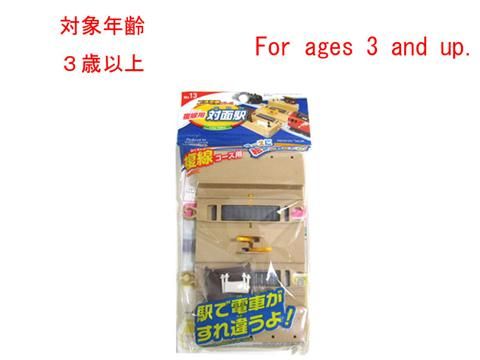 対象年齢
３歳以上
For ages 3 and up.
No.13
複線用
対面駅
複線
コース用
駅で電車が
すれ違うよ！